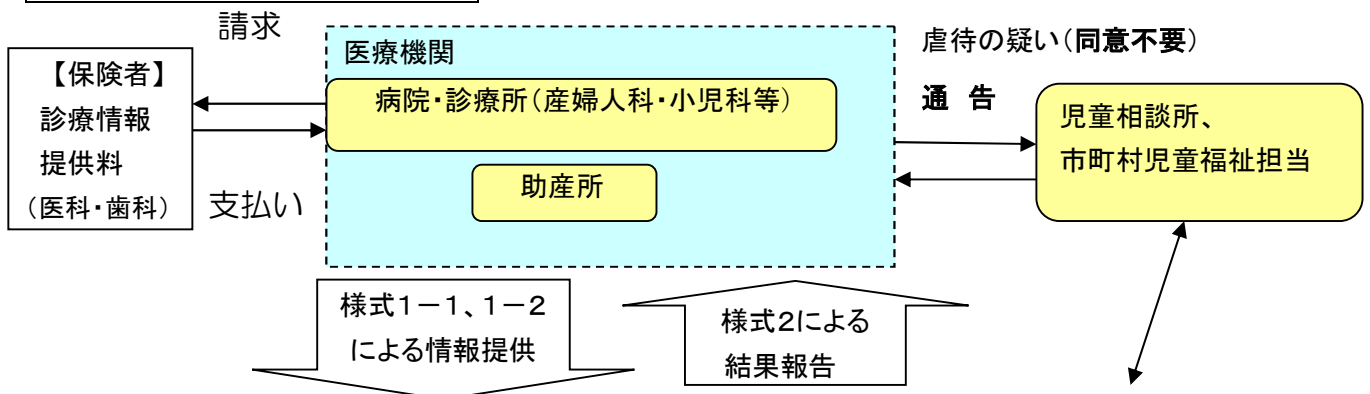 請求
【保険者】
診療情報
提供料
（医科・歯科）
支払い
医療機関
病院・診療所（産婦人科・小児科等）
助産所
虐待の疑い（同意不要）
通 告
児童相談所、
市町村児童福祉担当
様式１－１、１－２
による情報提供
様式２による
結果報告